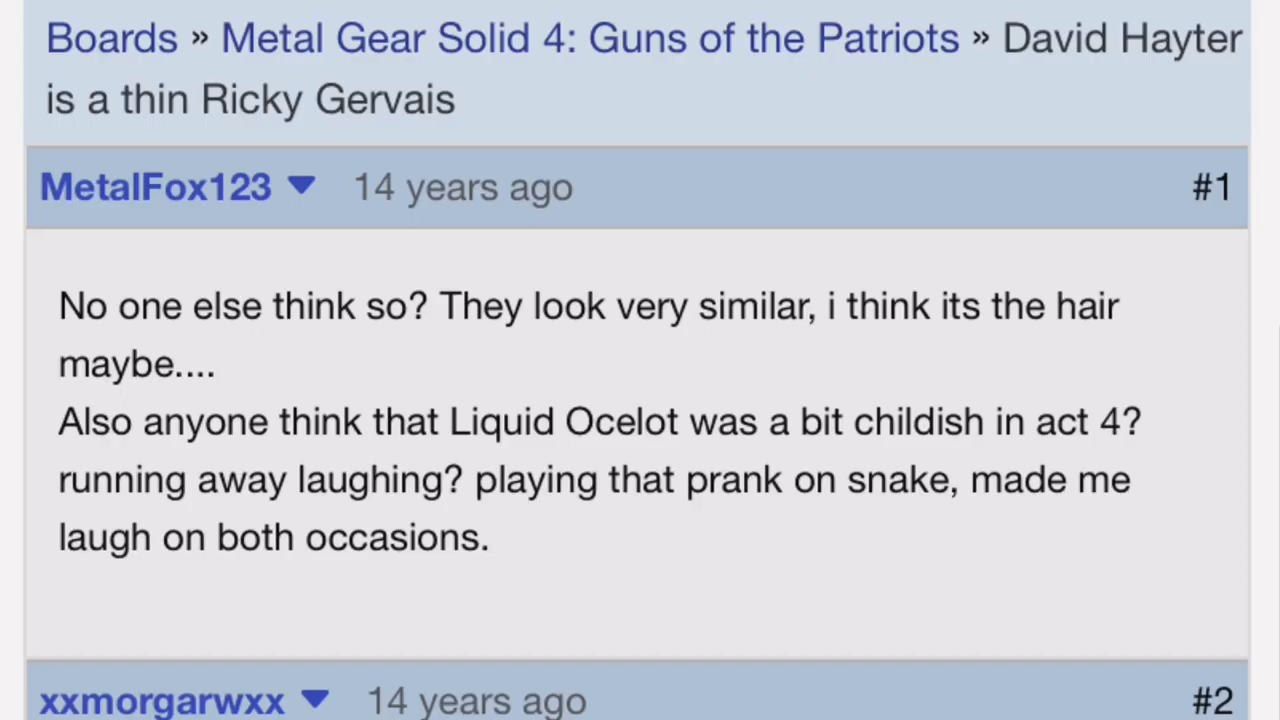 Boards » Metal Gear Solid 4: Guns of the Patriots » David Hayter
is a thin Ricky Gervais
MetalFox123 14 years ago #1
No one else think so? They look very similar, i think its the hair
maybe....
Also anyone think that Liquid Ocelot was a bit childish in act 4?
running away laughing? playing that prank on snake, made me
laugh on both occasions.
xxmorgarwxx 14 years ago #2